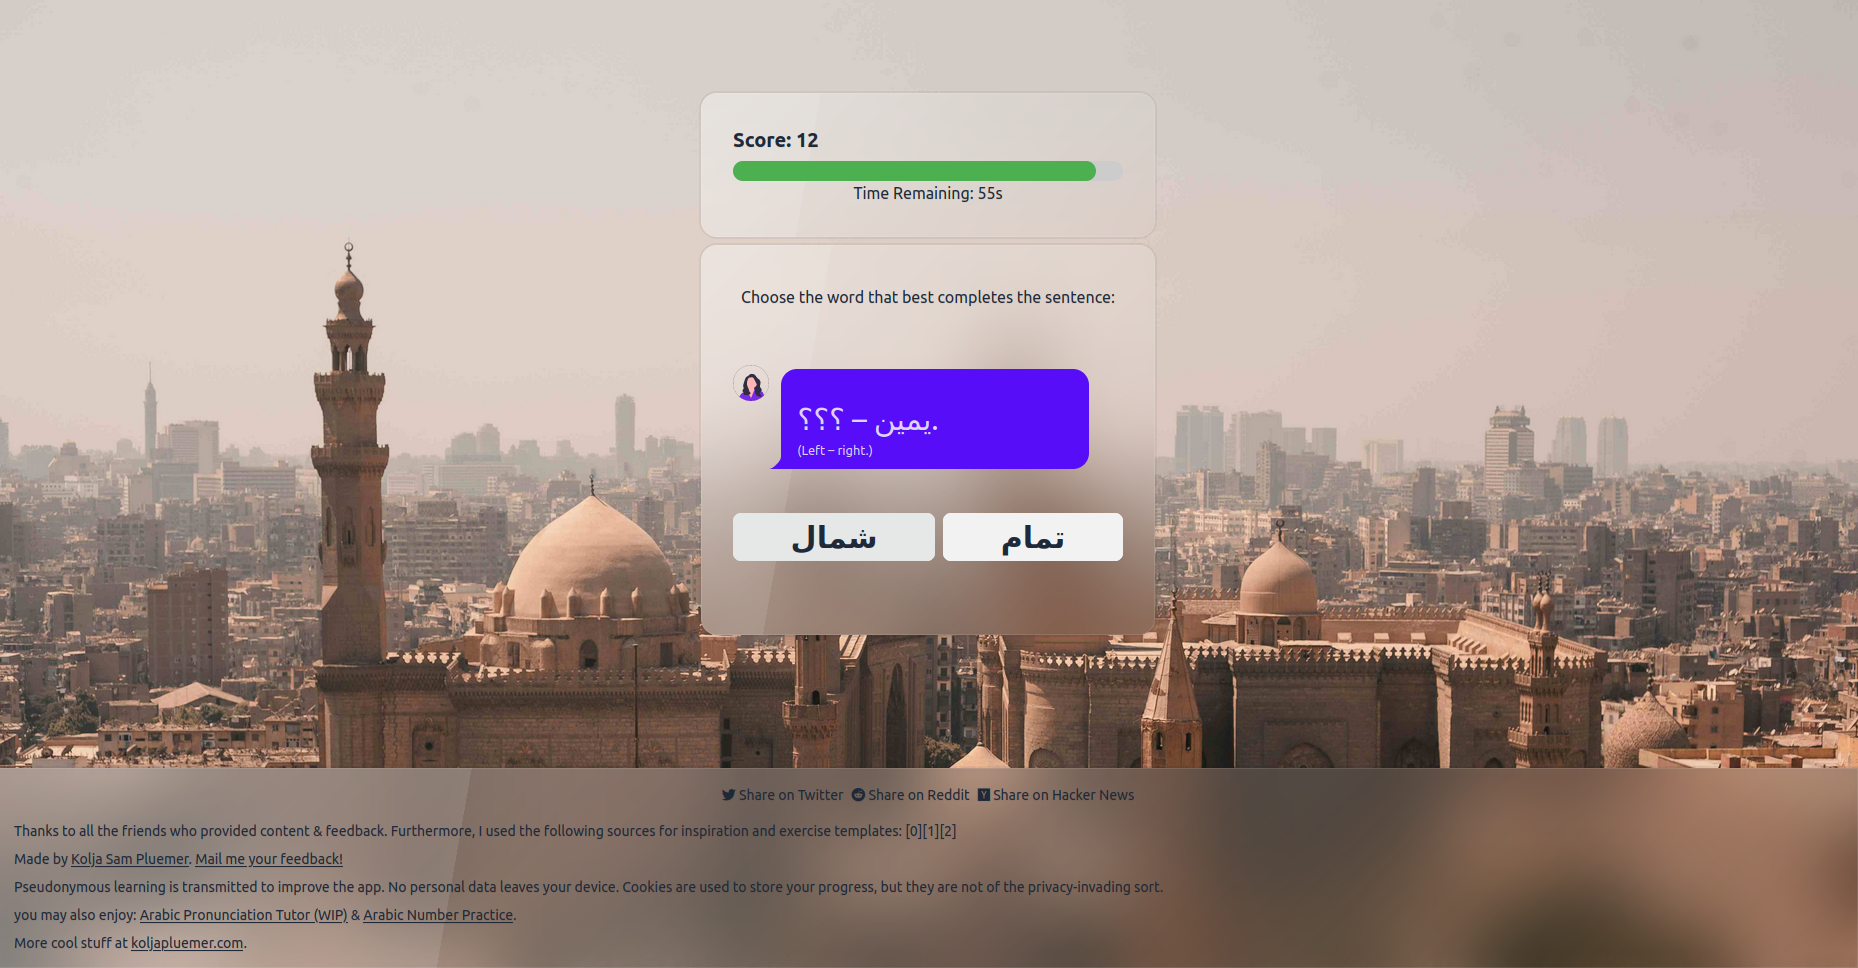 Score: 12
Time Remaining: 55s
Choose the word that best completes the sentence:
يمين – ؟؟؟.
(Left – right.)
شمال
تمام
Share on Twitter Share on Reddit Share on Hacker News
Thanks to all the friends who provided content & feedback. Furthermore, I used the following sources for inspiration and exercise templates: [0][1][2]
Made by Kolja Sam Pluemer. Mail me your feedback!
Pseudonymous learning is transmitted to improve the app. No personal data leaves your device. Cookies are used to store your progress, but they are not of the privacy-invading sort.
you may also enjoy: Arabic Pronunciation Tutor (WIP) & Arabic Number Practice.
More cool stuff at koljapluemer.com.